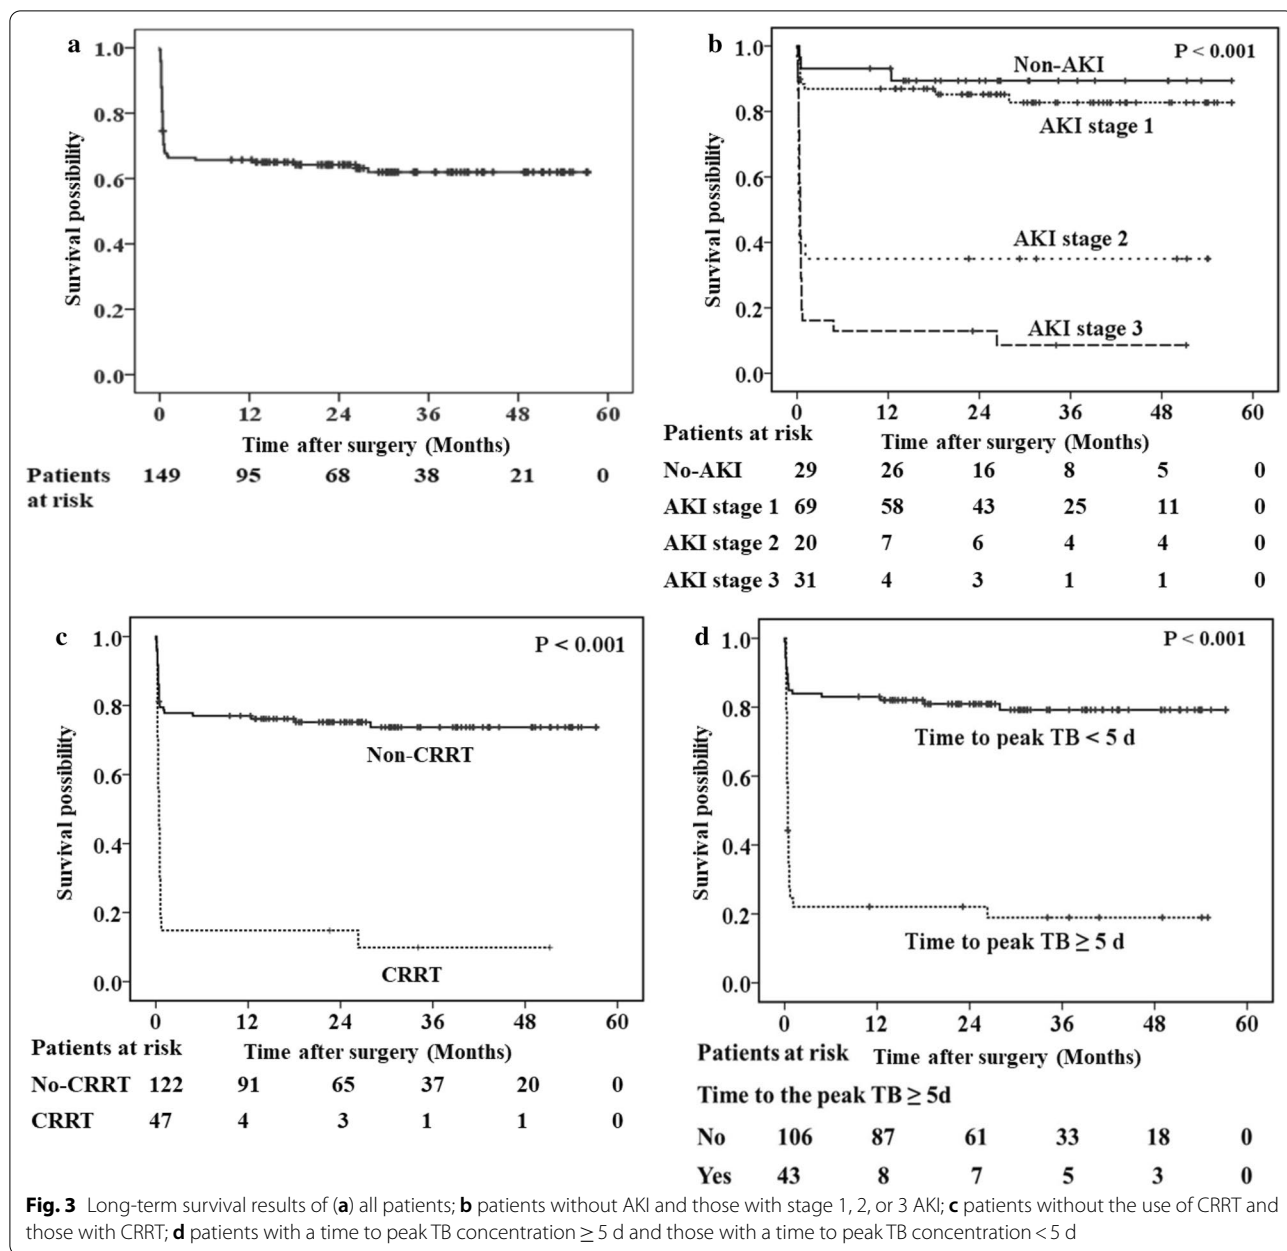 a
1.0
0.8
0.6
0.4
0.2
0.0
Survival possibility
0 12 24 36 48 60
Time after surgery (Months)
Patients at risk 149 95 68 38 21 0
b
P < 0.001
1.0
0.8
0.6
0.4
0.2
0.0
Survival possibility
Non-AKI
AKI stage 1
AKI stage 2
AKI stage 3
0 12 24 36 48 60
Patients at risk Time after surgery (Months)
No-AKI 29 26 16 8 5 0
AKI stage 1 69 58 43 25 11 0
AKI stage 2 20 7 6 4 4 0
AKI stage 3 31 4 3 1 1 0
c
P < 0.001
1.0
0.8
0.6
0.4
0.2
0.0
Survival possibility
Non-CRRT
CRRT
0 12 24 36 48 60
Patients at risk Time after surgery (Months)
No-CRRT 122 91 65 37 20 0
CRRT 47 4 3 1 1 0
d
P < 0.001
1.0
0.8
0.6
0.4
0.2
0.0
Survival possibility
Time to peak TB < 5 d
Time to peak TB ≥ 5 d
0 12 24 36 48 60
Patients at risk Time after surgery (Months)
Time to the peak TB ≥ 5d
No 106 87 61 33 18 0
Yes 43 8 7 5 3 0
Fig. 3 Long-term survival results of (a) all patients; b patients without AKI and those with stage 1, 2, or 3 AKI; c patients without the use of CRRT and
those with CRRT; d patients with a time to peak TB concentration ≥ 5 d and those with a time to peak TB concentration < 5 d